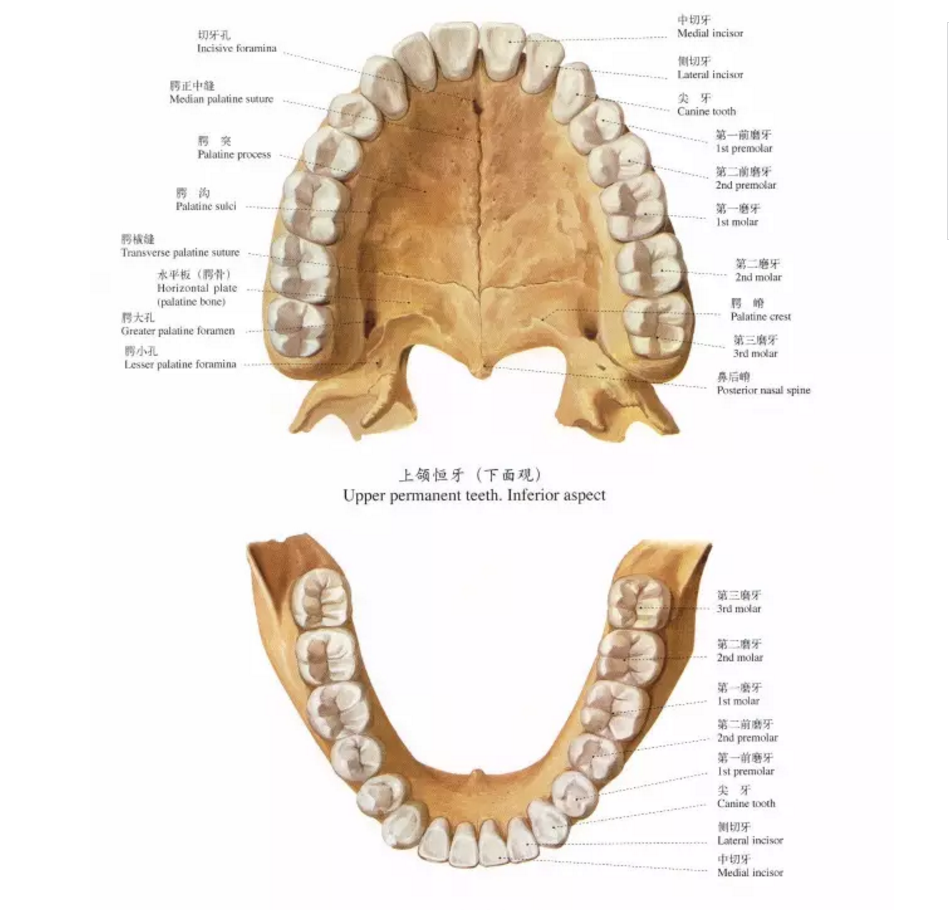 切牙孔
Incisive foramina
腭正中缝
Median palatine suture
腭 突
Palatine process
腭 沟
Palatine sulci
腭横缝
Transverse palatine suture
水平板（腭骨）
Horizontal plate
(palatine bone)
腭大孔
Greater palatine foramen
腭小孔
Lesser palatine foramina
中切牙
Medial incisor
侧切牙
Lateral incisor
尖 牙
Canine tooth
第一前磨牙
1st premolar
第二前磨牙
2nd premolar
第一磨牙
1st molar
第二磨牙
2nd molar
腭 嵴
Palatine crest
第三磨牙
3rd molar
鼻后嵴
Posterior nasal spine
上颌恒牙（下面观）
Upper permanent teeth. Inferior aspect
第三磨牙
3rd molar
第二磨牙
2nd molar
第一磨牙
1st molar
第二前磨牙
2nd premolar
第一前磨牙
1st premolar
尖 牙
Canine tooth
侧切牙
Lateral incisor
中切牙
Medial incisor